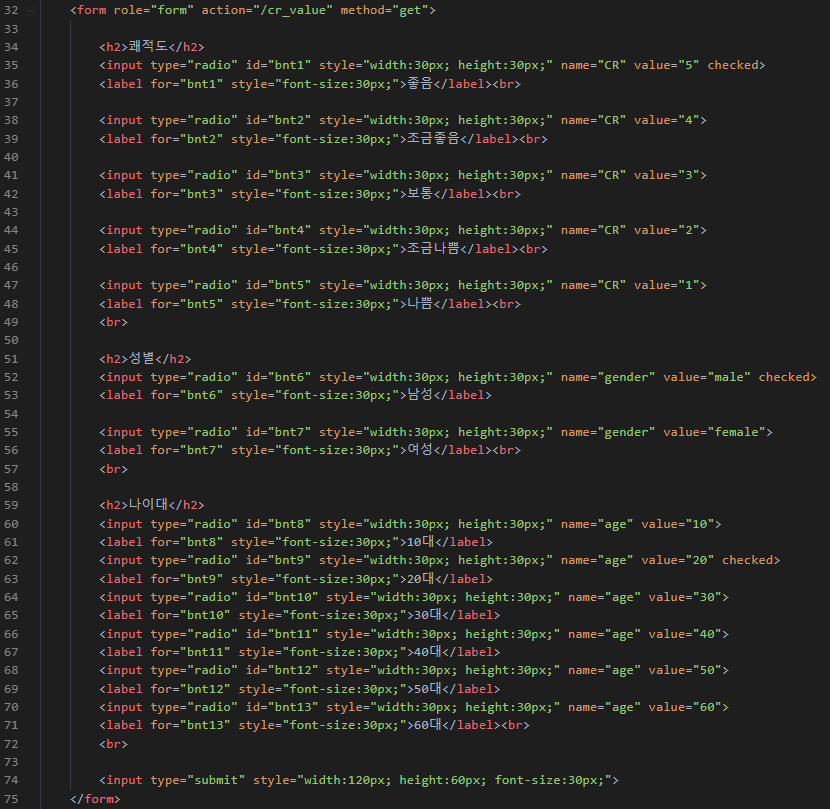 32 <form role="form" action="/cr_value" method="get">
33
34 <h2>쾌적도</h2>
35 <input type="radio" id="bnt1" style="width:30px; height:30px;" name="CR" value="5" checked>
36 <label for="bnt1" style="font-size:30px;">좋음</label><br>
37
38 <input type="radio" id="bnt2" style="width:30px; height:30px;" name="CR" value="4">
39 <label for="bnt2" style="font-size:30px;">조금좋음</label><br>
40
41 <input type="radio" id="bnt3" style="width:30px; height:30px;" name="CR" value="3">
42 <label for="bnt3" style="font-size:30px;">보통</label><br>
43
44 <input type="radio" id="bnt4" style="width:30px; height:30px;" name="CR" value="2">
45 <label for="bnt4" style="font-size:30px;">조금나쁨</label><br>
46
47 <input type="radio" id="bnt5" style="width:30px; height:30px;" name="CR" value="1">
48 <label for="bnt5" style="font-size:30px;">나쁨</label><br>
49 <br>
50
51 <h2>성별</h2>
52 <input type="radio" id="bnt6" style="width:30px; height:30px;" name="gender" value="male" checked>
53 <label for="bnt6" style="font-size:30px;">남성</label>
54
55 <input type="radio" id="bnt7" style="width:30px; height:30px;" name="gender" value="female">
56 <label for="bnt7" style="font-size:30px;">여성</label><br>
57 <br>
58
59 <h2>나이대</h2>
60 <input type="radio" id="bnt8" style="width:30px; height:30px;" name="age" value="10">
61 <label for="bnt8" style="font-size:30px;">10대</label>
62 <input type="radio" id="bnt9" style="width:30px; height:30px;" name="age" value="20" checked>
63 <label for="bnt9" style="font-size:30px;">20대</label>
64 <input type="radio" id="bnt10" style="width:30px; height:30px;" name="age" value="30">
65 <label for="bnt10" style="font-size:30px;">30대</label>
66 <input type="radio" id="bnt11" style="width:30px; height:30px;" name="age" value="40">
67 <label for="bnt11" style="font-size:30px;">40대</label>
68 <input type="radio" id="bnt12" style="width:30px; height:30px;" name="age" value="50">
69 <label for="bnt12" style="font-size:30px;">50대</label>
70 <input type="radio" id="bnt13" style="width:30px; height:30px;" name="age" value="60">
71 <label for="bnt13" style="font-size:30px;">60대</label><br>
72 <br>
73
74 <input type="submit" style="width:120px; height:60px; font-size:30px;">
75 </form>